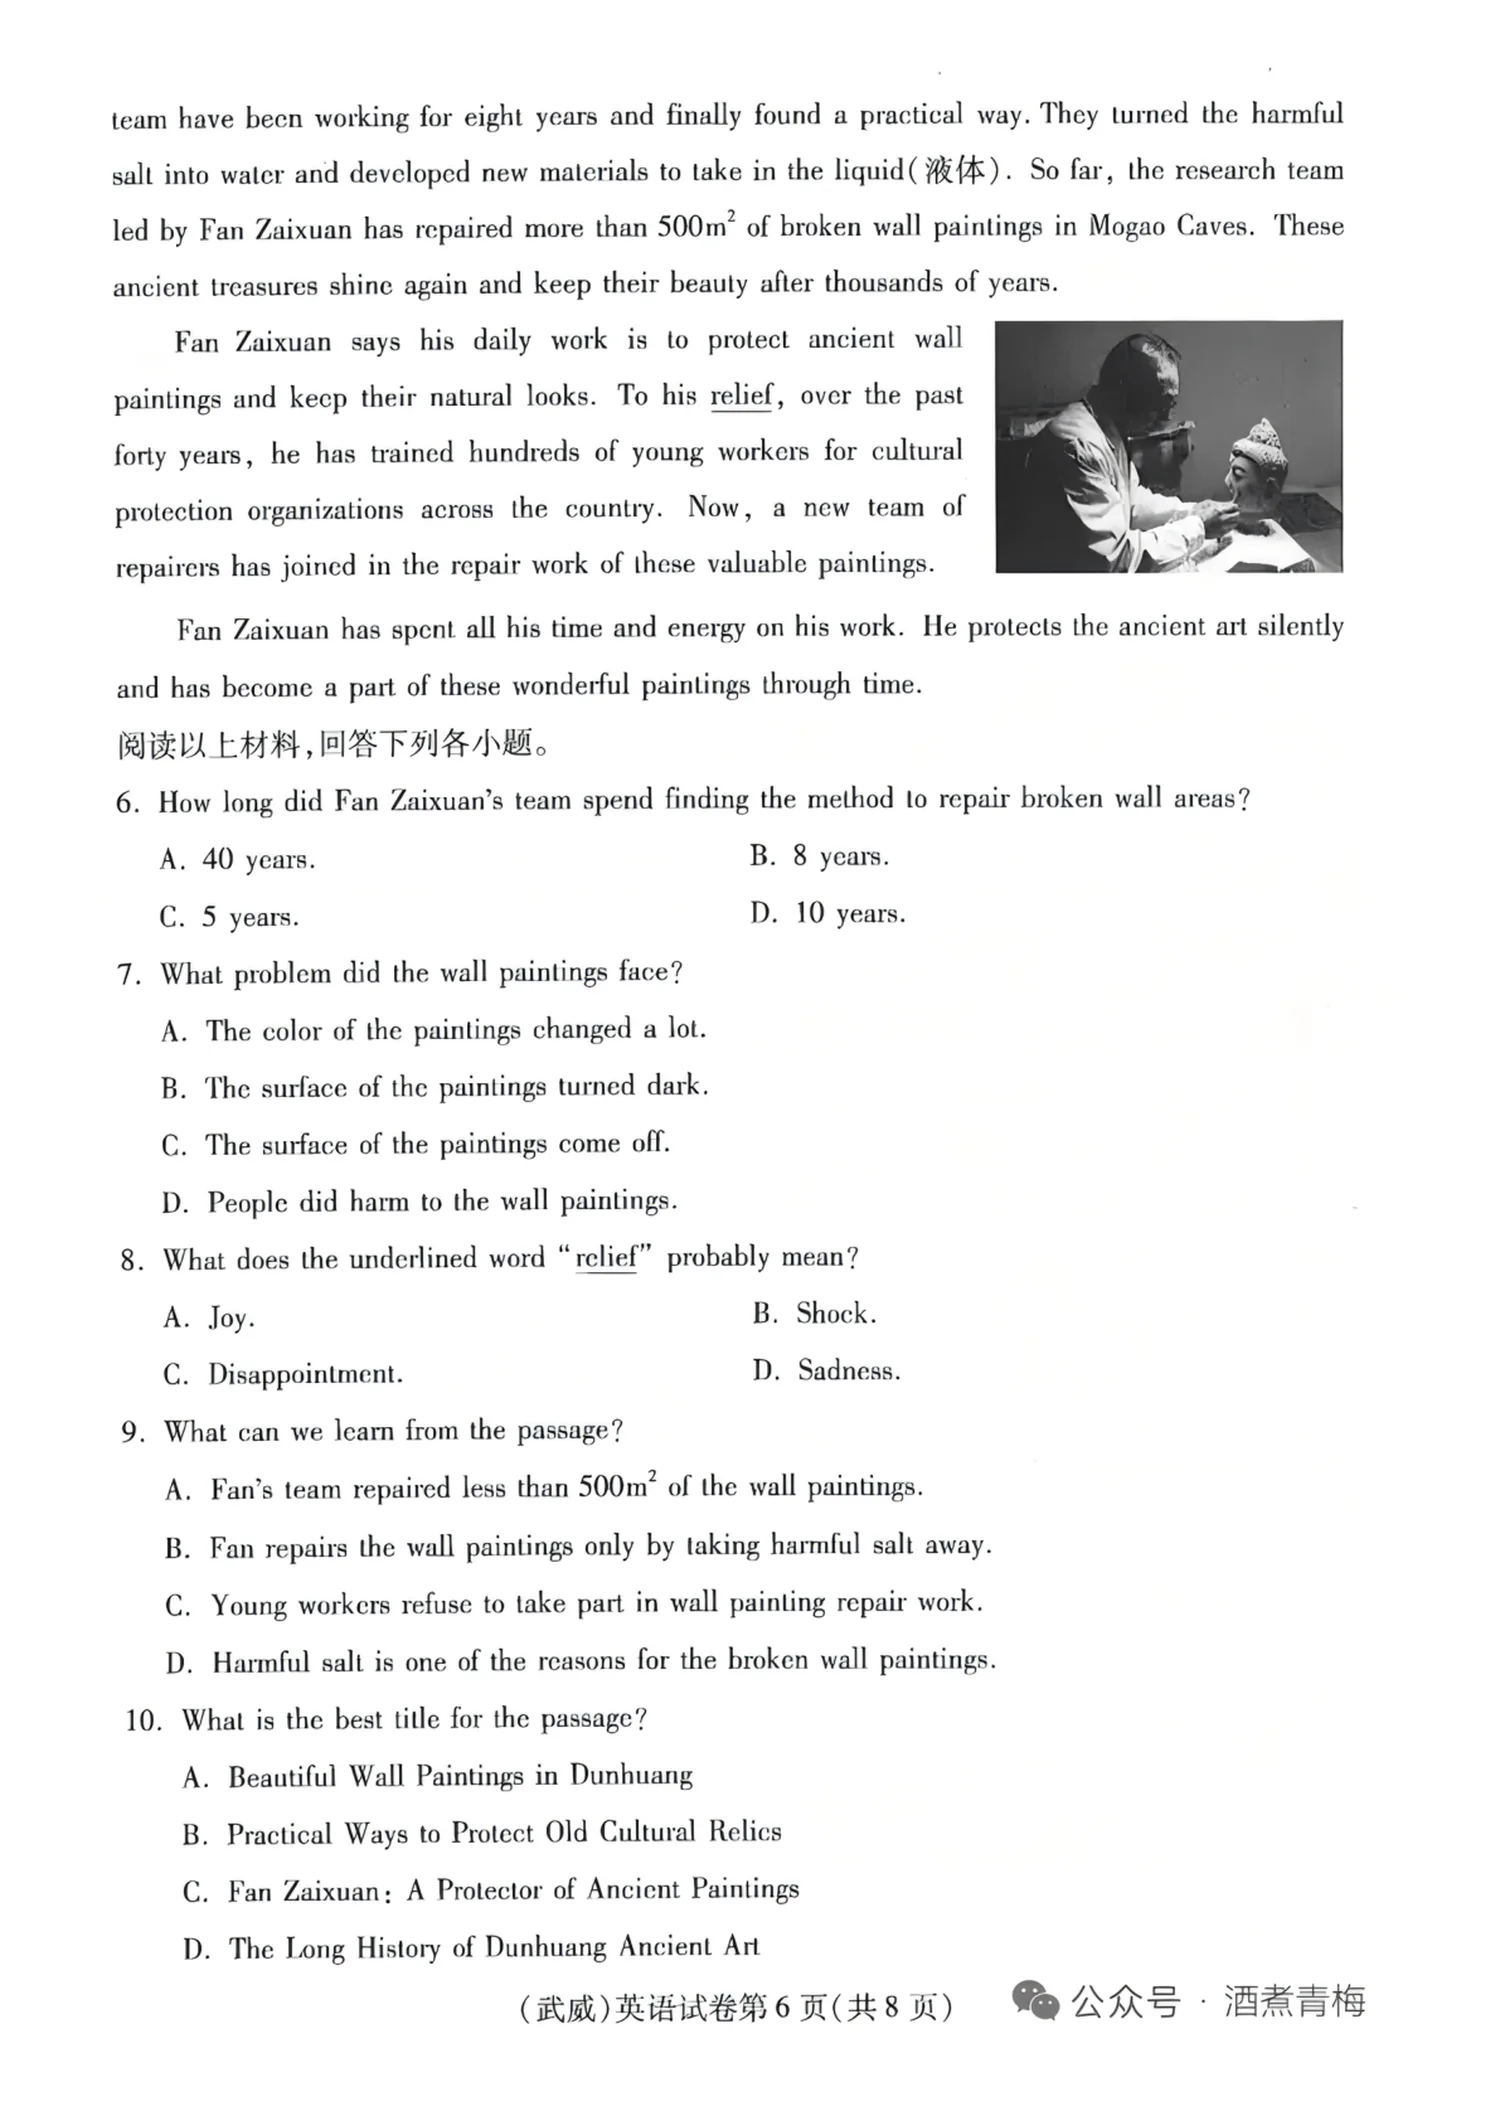 team have been working for eight years and finally found a practical way. They turned the harmful
salt into water and developed new materials to take in the liquid(液体). So far, the research team
led by Fan Zaixuan has repaired more than 500m² of broken wall paintings in Mogao Caves. These
ancient treasures shine again and keep their beauty after thousands of years.
Fan Zaixuan says his daily work is to protect ancient wall
paintings and keep their natural looks. To his relief, over the past
forty years, he has trained hundreds of young workers for cultural
protection organizations across the country. Now, a new team of
repairers has joined in the repair work of these valuable paintings.
Fan Zaixuan has spent all his time and energy on his work. He protects the ancient art silently
and has become a part of these wonderful paintings through time.
阅读以上材料,回答下列各小题。
6. How long did Fan Zaixuan's team spend finding the method to repair broken wall areas?
A. 40 years. B. 8 years.
C. 5 years. D. 10 years.
7. What problem did the wall paintings face?
A. The color of the paintings changed a lot.
B. The surface of the paintings turned dark.
C. The surface of the paintings come off.
D. People did harm to the wall paintings.
8. What does the underlined word "relief" probably mean?
A. Joy. B. Shock.
C. Disappointment. D. Sadness.
9. What can we learn from the passage?
A. Fan's team repaired less than 500m² of the wall paintings.
B. Fan repairs the wall paintings only by taking harmful salt away.
C. Young workers refuse to take part in wall painting repair work.
D. Harmful salt is one of the reasons for the broken wall paintings.
10. What is the best title for the passage?
A. Beautiful Wall Paintings in Dunhuang
B. Practical Ways to Protect Old Cultural Relics
C. Fan Zaixuan: A Protector of Ancient Paintings
D. The Long History of Dunhuang Ancient Art
(武威)英语试卷第6页(共8页)
公众号 · 酒煮青梅